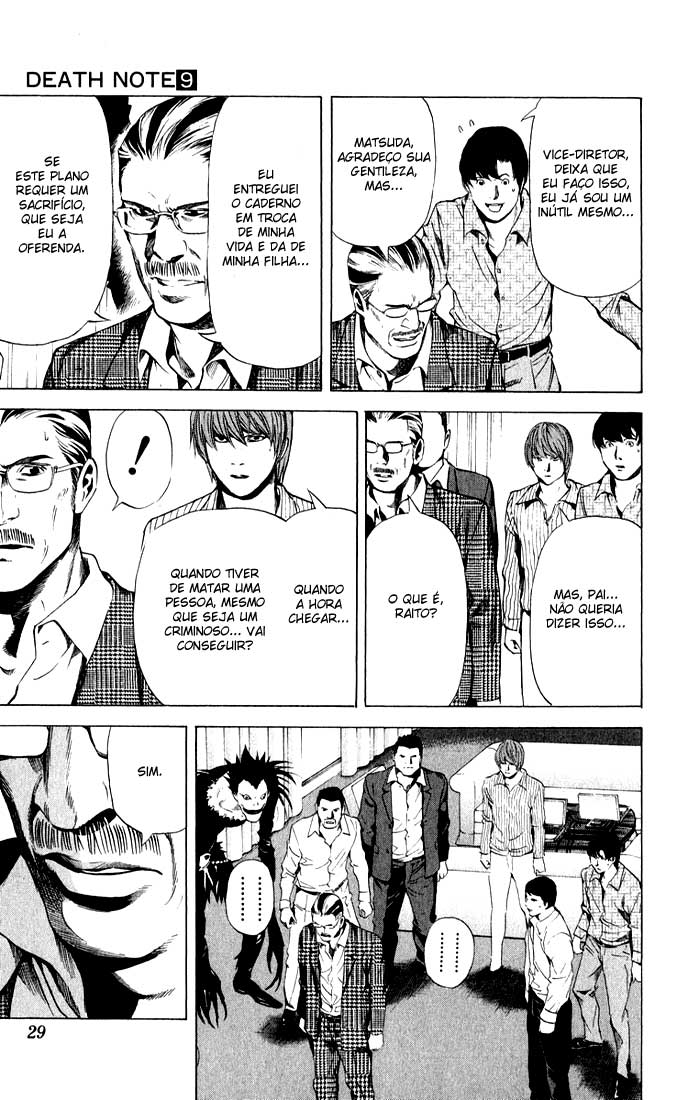 DEATH NOTE 9
VICE-DIRETOR,
DEIXA QUE
EU FAÇO ISSO,
EU JÁ SOU UM
INÚTIL MESMO...
MATSUDA,
AGRADEÇO SUA
GENTILEZA,
MAS...
EU
ENTREGUEI
O CADERNO
EM TROCA
DE MINHA
VIDA E DA DE
MINHA FILHA...
SE
ESTE PLANO
REQUER UM
SACRIFÍCIO,
QUE SEJA
EU A
OFERENDA.
MAS, PAI...
NÃO QUERIA
DIZER ISSO...
O QUE É,
RAITO?
QUANDO
A HORA
CHEGAR...
QUANDO TIVER
DE MATAR UMA
PESSOA, MESMO
QUE SEJA UM
CRIMINOSO... VAI
CONSEGUIR?
!
......
......
SIM.
29